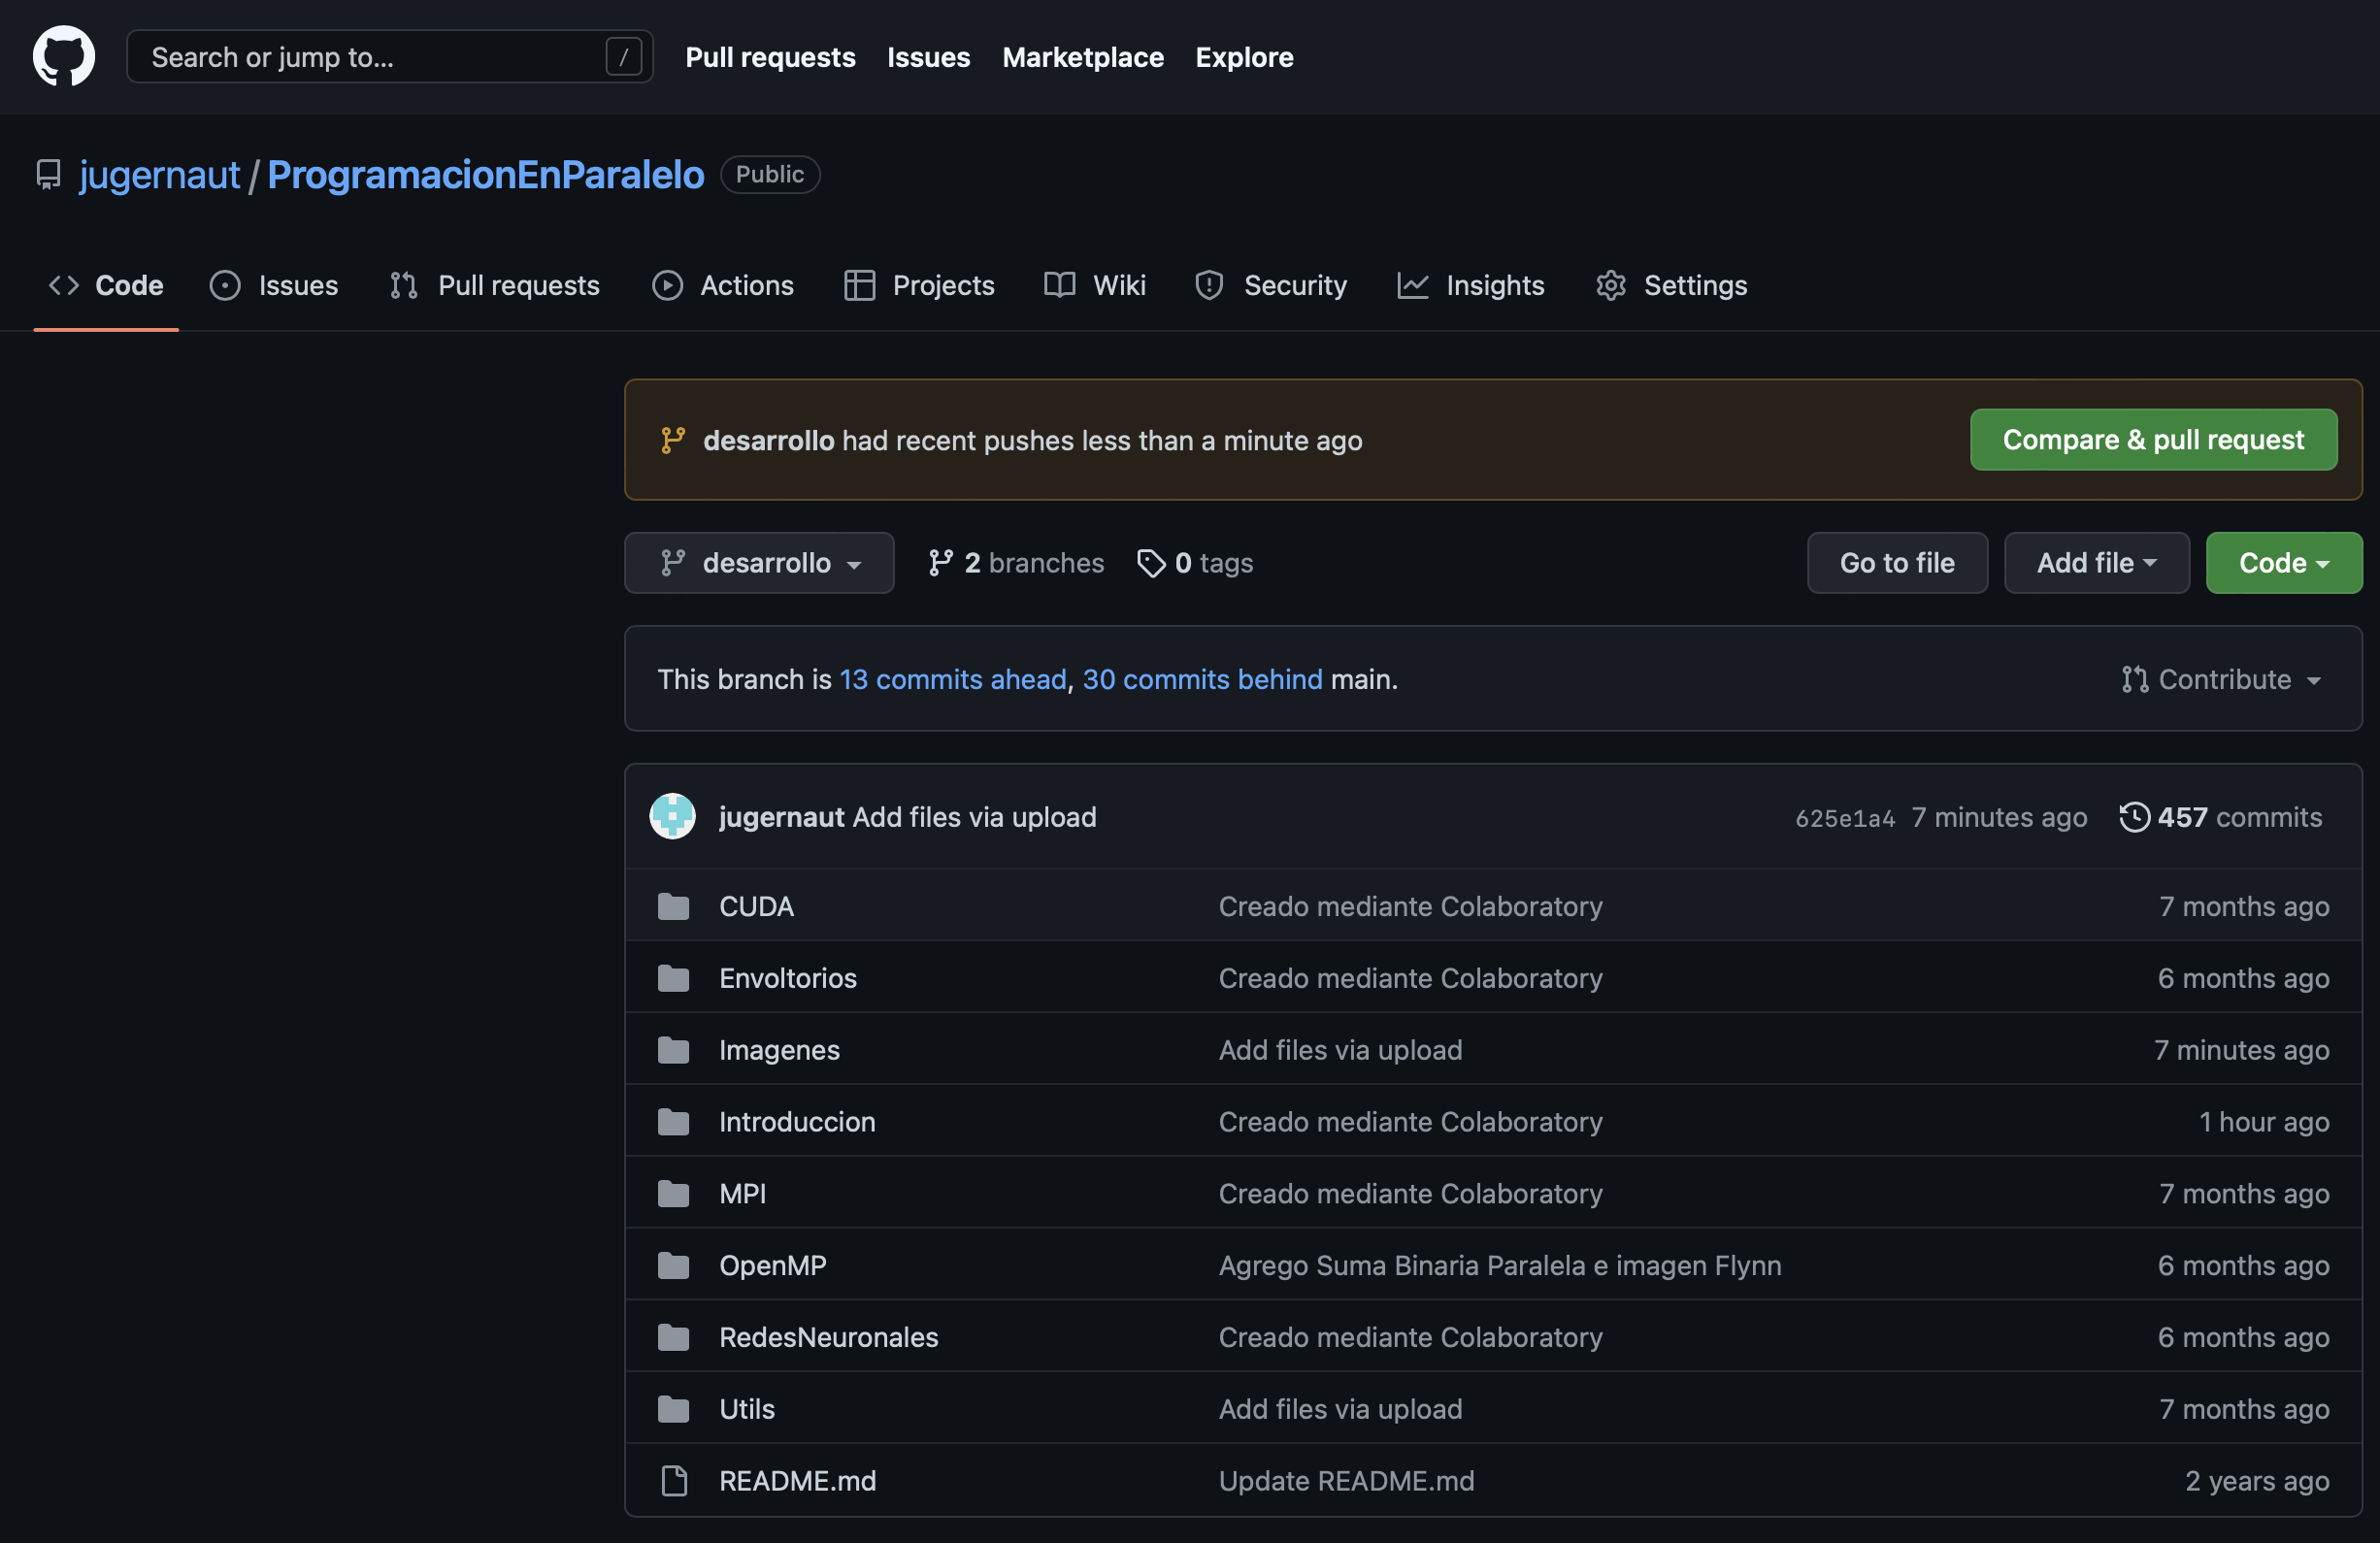 Search or jump to... / Pull requests Issues Marketplace Explore
jugernaut / ProgramacionEnParalelo Public
Code Issues Pull requests Actions Projects Wiki Security Insights Settings
desarrollo had recent pushes less than a minute ago Compare & pull request
desarrollo 2 branches 0 tags Go to file Add file Code
This branch is 13 commits ahead, 30 commits behind main. Contribute
jugernaut Add files via upload 625e1a4 7 minutes ago 457 commits
CUDA Creado mediante Colaboratory 7 months ago
Envoltorios Creado mediante Colaboratory 6 months ago
Imagenes Add files via upload 7 minutes ago
Introduccion Creado mediante Colaboratory 1 hour ago
MPI Creado mediante Colaboratory 7 months ago
OpenMP Agrego Suma Binaria Paralela e imagen Flynn 6 months ago
RedesNeuronales Creado mediante Colaboratory 6 months ago
Utils Add files via upload 7 months ago
README.md Update README.md 2 years ago